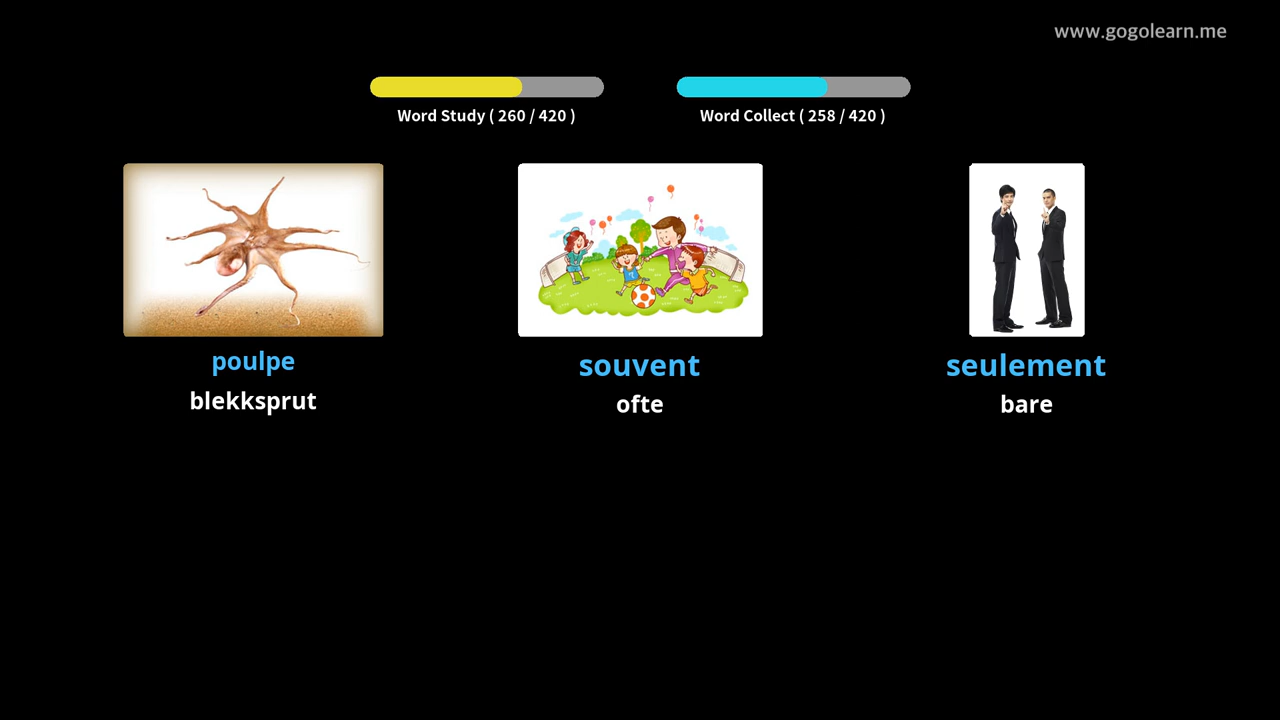 www.gogolearn.me
Word Study ( 260 / 420 )
Word Collect ( 258 / 420 )
poulpe
blekksprut
souvent
ofte
seulement
bare